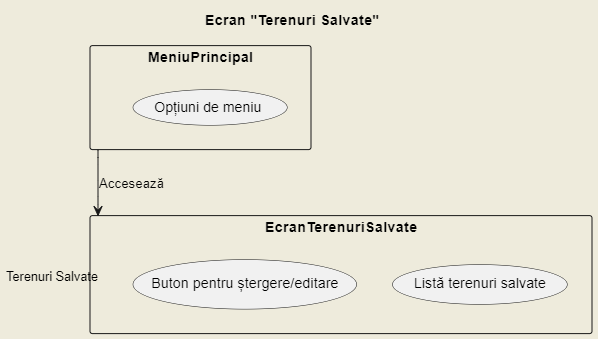 Ecran "Terenuri Salvate"
MeniuPrincipal
Opțiuni de meniu
Accesează
EcranTerenuriSalvate
Terenuri Salvate
Buton pentru ștergere/editare
Listă terenuri salvate